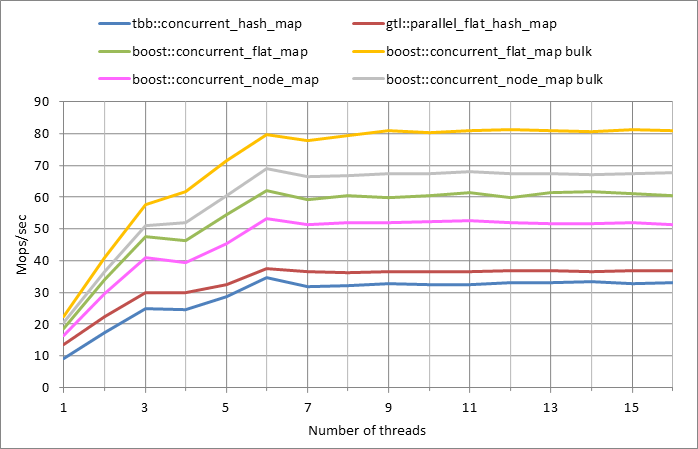 tbb::concurrent_hash_map gtl::parallel_flat_hash_map
boost::concurrent_flat_map boost::concurrent_flat_map bulk
boost::concurrent_node_map boost::concurrent_node_map bulk
90
80
70
60
50
40
30
20
10
0
Mops/sec
1 3 5 7 9 11 13 15
Number of threads